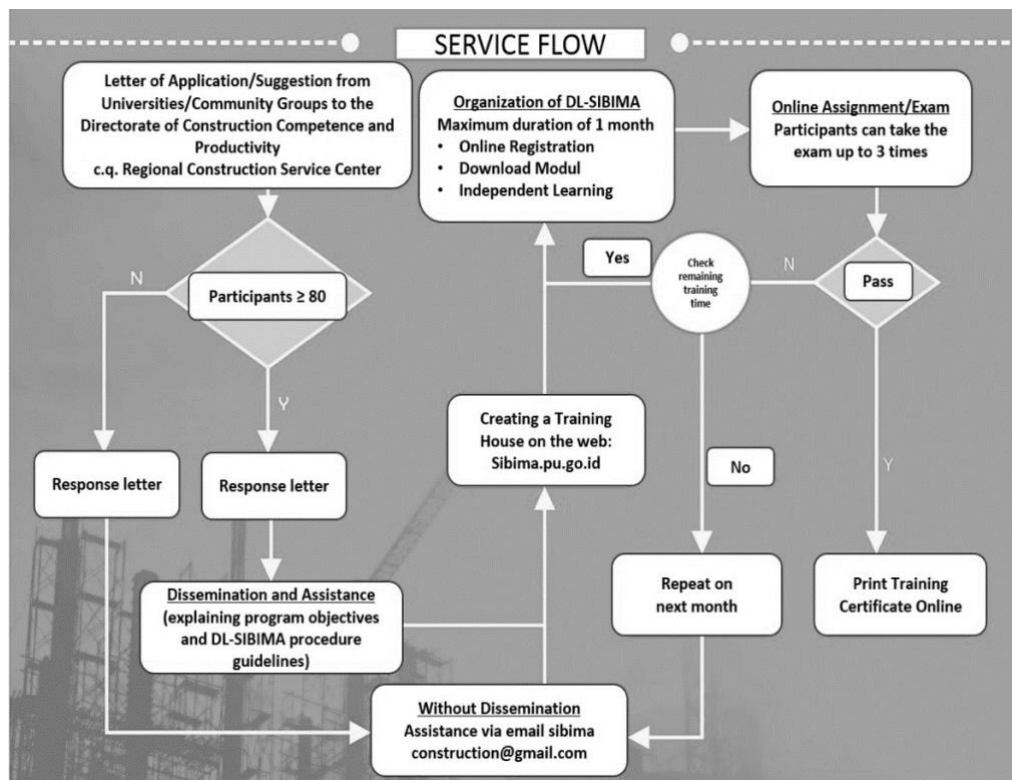 SERVICE FLOW
Letter of Application/Suggestion from
Universities/Community Groups to the
Directorate of Construction Competence and
Productivity
c.q. Regional Construction Service Center
Organization of DL-SIBIMA
Maximum duration of 1 month
• Online Registration
• Download Modul
• Independent Learning
Online Assignment/Exam
Participants can take the
exam up to 3 times
N
Participants ≥ 80
Y
Yes
Check
remaining
training
time
N
Pass
Y
Creating a Training
House on the web:
Sibima.pu.go.id
No
Response letter
Response letter
Dissemination and Assistance
(explaining program objectives
and DL-SIBIMA procedure
guidelines)
Repeat on
next month
Print Training
Certificate Online
Without Dissemination
Assistance via email sibima
construction@gmail.com